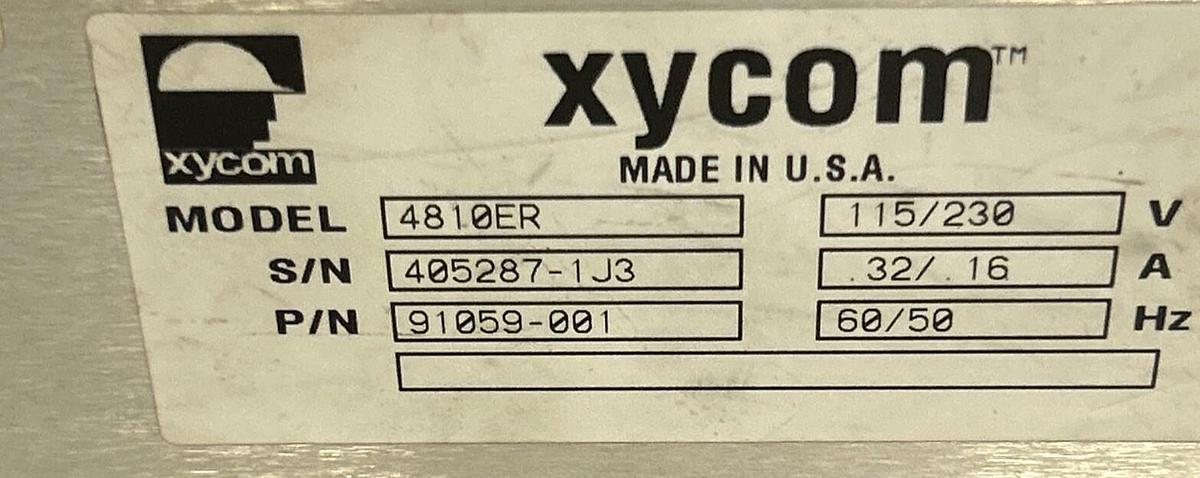 xycom™
xycom
MADE IN U.S.A.
MODEL 4810ER 115/230 V
S/N 405287-1J3 .32/.16 A
P/N 91059-001 60/50 Hz